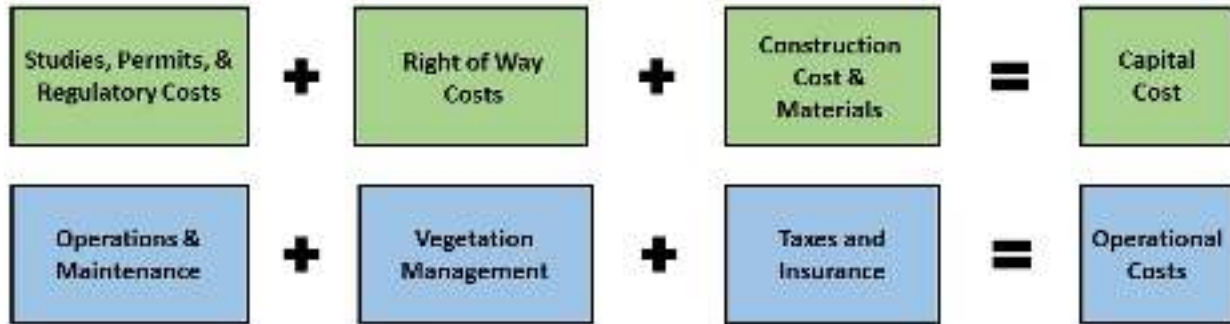 Studies, Permits, &
Regulatory Costs
+
Right of Way
Costs
+
Construction
Cost &
Materials
=
Capital
Cost
Operations &
Maintenance
+
Vegetation
Management
+
Taxes and
Insurance
=
Operational
Costs